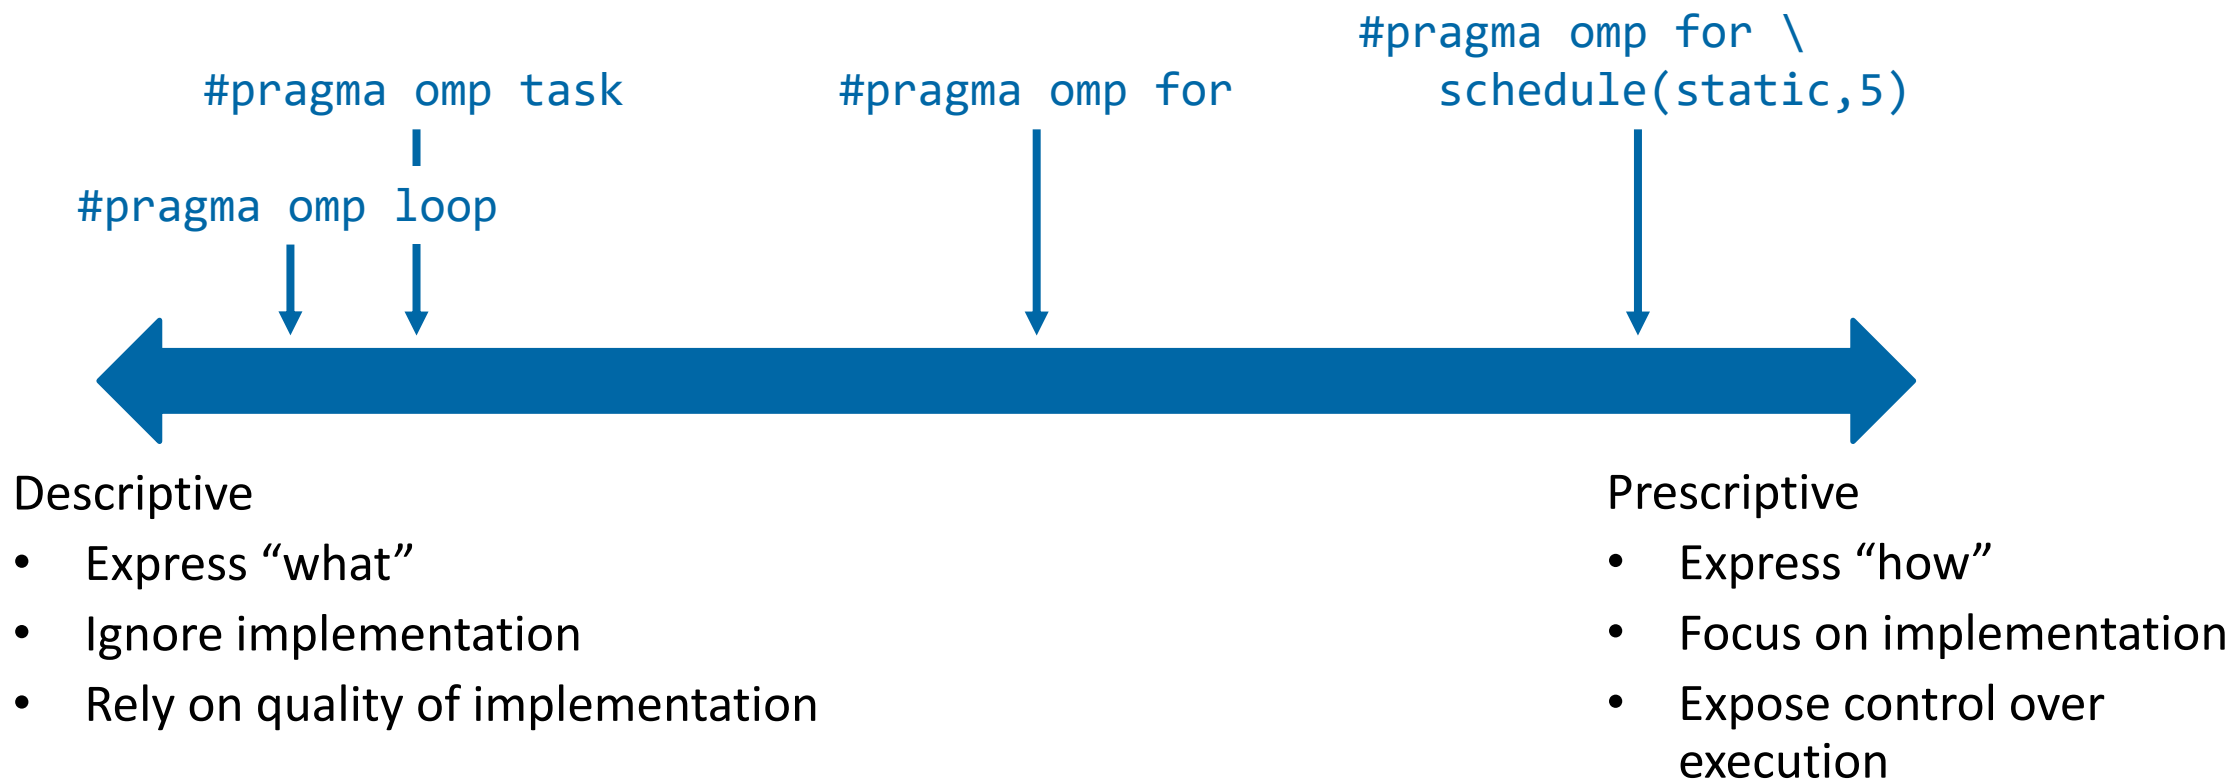 #pragma omp for \
schedule(static,5)
#pragma omp task
#pragma omp for
#pragma omp loop
Descriptive
• Express “what”
• Ignore implementation
• Rely on quality of implementation
Prescriptive
• Express “how”
• Focus on implementation
• Expose control over
execution